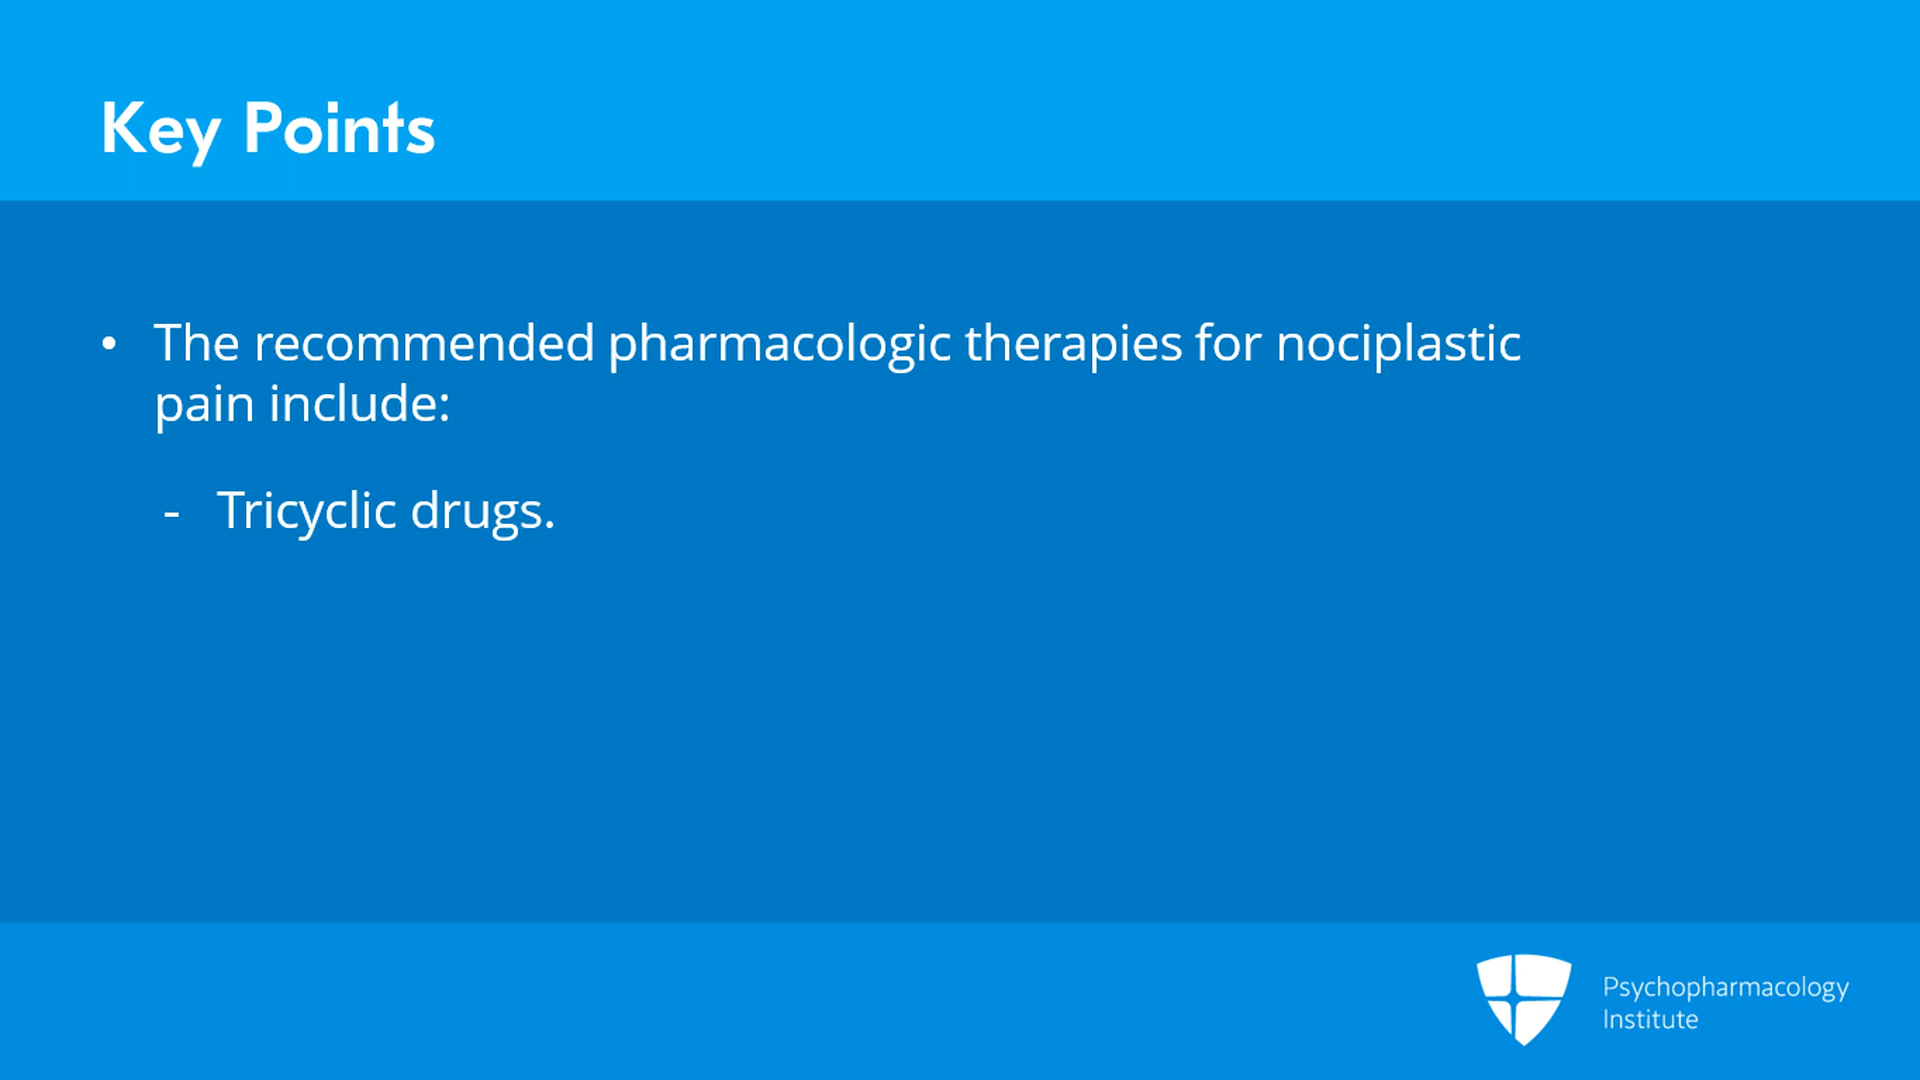 Key Points
• The recommended pharmacologic therapies for nociplastic
pain include:
- Tricyclic drugs.
Psychopharmacology
Institute